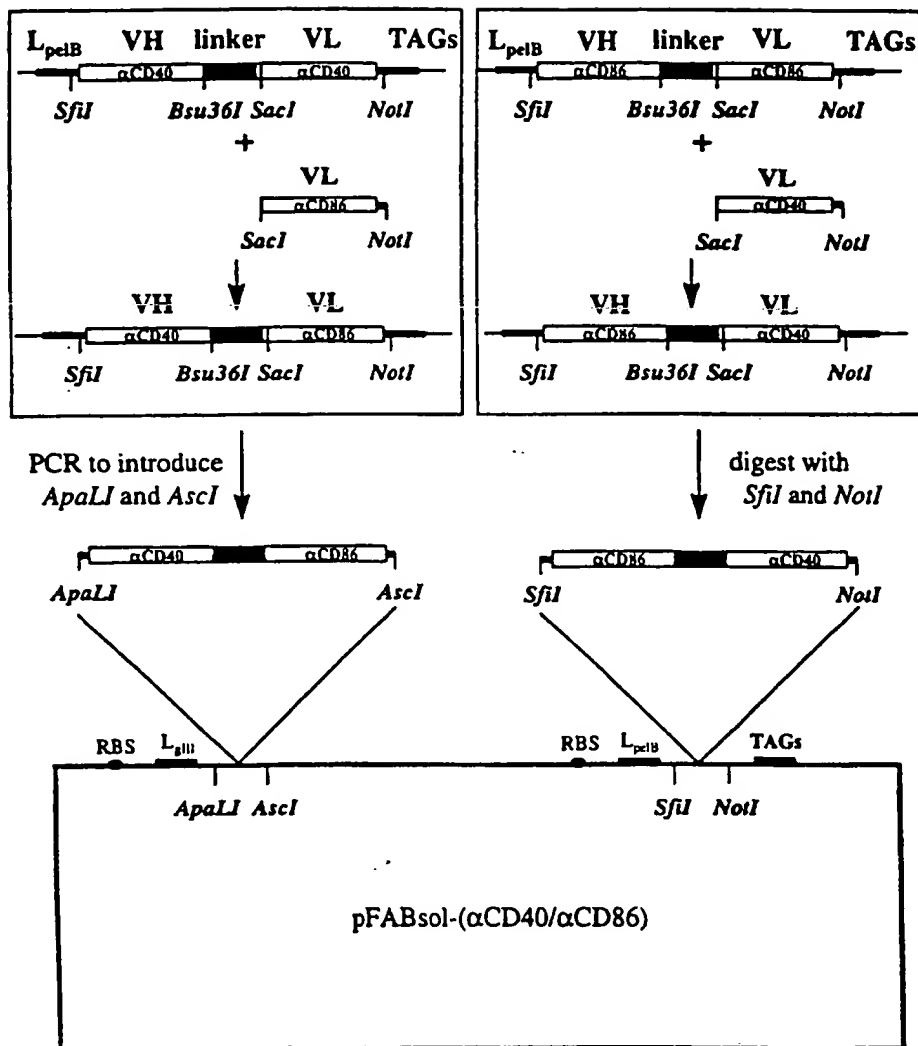 LpelB VH linker VL TAGs
αCD40 αCD40
SfiI Bsu36I SacI NotI
+
VL
αCD86
SacI NotI
VH VL
αCD40 αCD86
SfiI Bsu36I SacI NotI
LpelB VH linker VL TAGs
αCD86 αCD86
SfiI Bsu36I SacI NotI
+
VL
αCD40
SacI NotI
VH VL
αCD86 αCD40
SfiI Bsu36I SacI NotI
PCR to introduce
ApaLI and AscI
digest with
SfiI and NotI
αCD40 αCD86
ApaLI AscI
αCD86 αCD40
SfiI NotI
RBS LgIII RBS LpelB TAGs
ApaLI AscI SfiI NotI
pFABsol-(αCD40/αCD86)